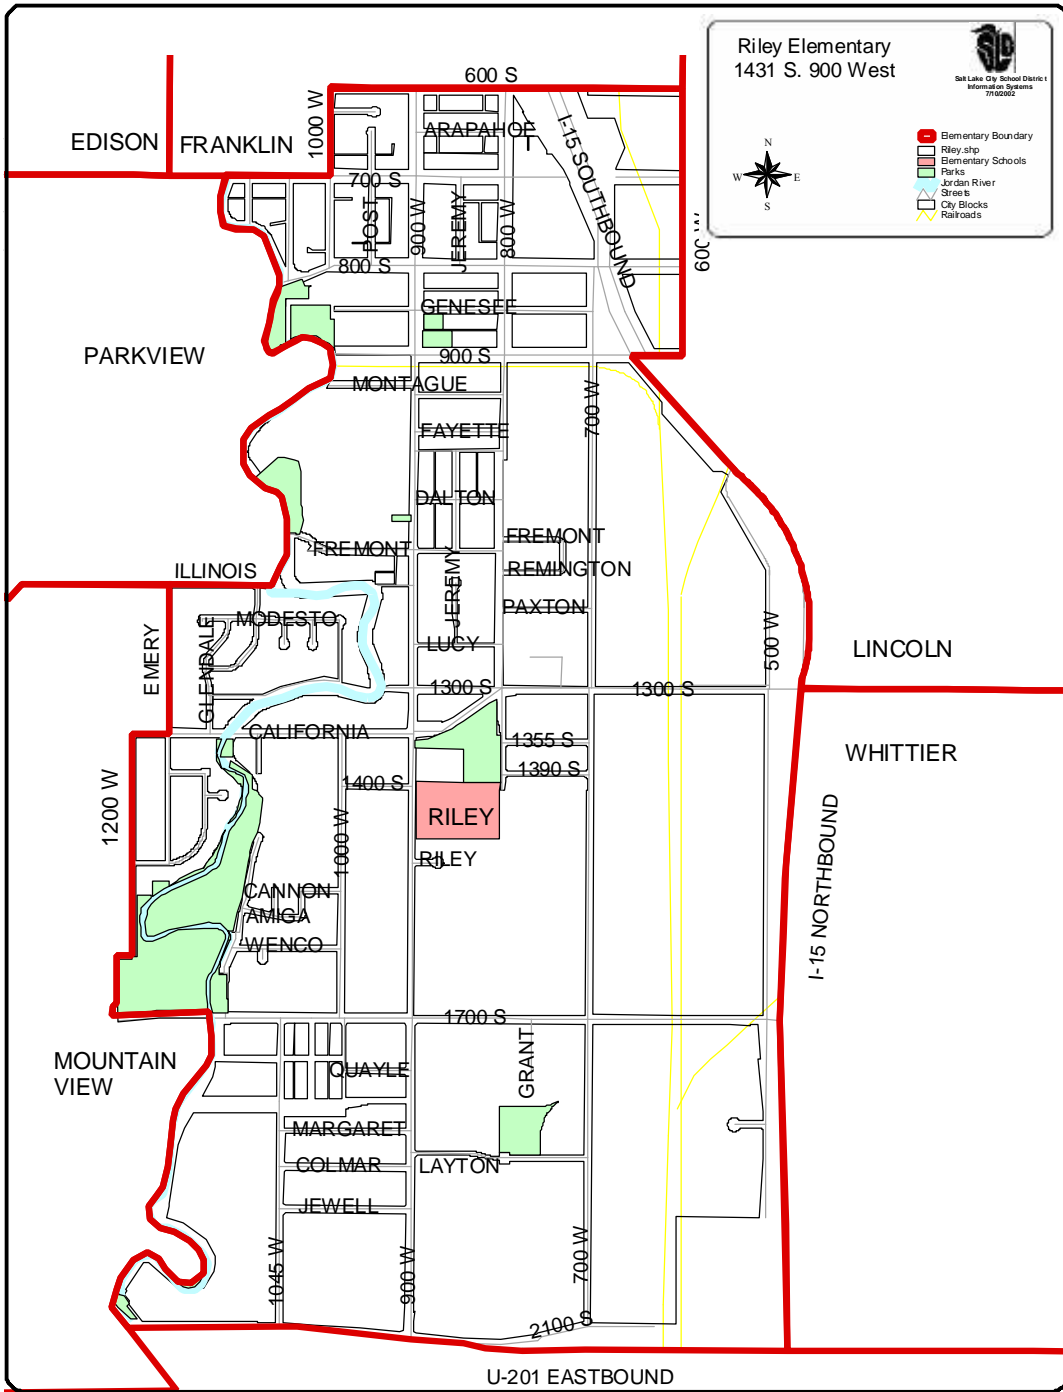 Riley Elementary
1431 S. 900 West
Salt Lake City School District
Information Systems
7/10/2002
N
W
E
S
Elementary Boundary
Riley.shp
Elementary Schools
Parks
Jordan River
Streets
City Blocks
Railroads
600 S
EDISON
FRANKLIN
1000 W
ARAPAHOE
T
I-15 SOUTHBOUND
700 S
POST
900 W
JEREMY
800 W
600 W
800 S
GENESEE
PARKVIEW
900 S
MONTAGUE
700 W
FAYETTE
DALTON
FREMONT
FREMONT
ILLINOIS
JEREMY
REMINGTON
PAXTON
EMERY
GLENDALE
MODESTO
LUCY
500 W
LINCOLN
1300 S
1300 S
CALIFORNIA
1355 S
WHITTIER
1390 S
1200 W
1400 S
1000 W
RILEY
RILEY
I-15 NORTHBOUND
CANNON
AMIGA
WENCO
1700 S
MOUNTAIN
VIEW
QUAYLE
GRANT
MARGARET
COLMAR
LAYTON
JEWELL
1045 W
900 W
700 W
2100 S
U-201 EASTBOUND